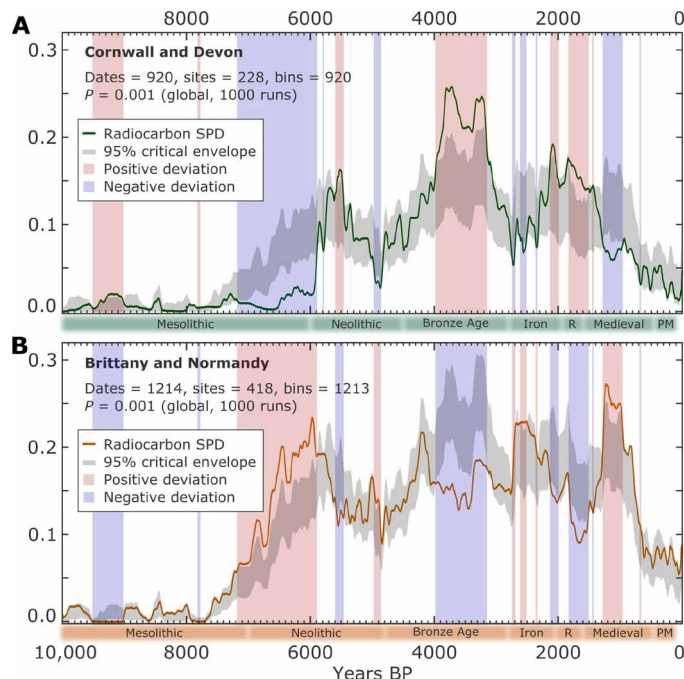 8000 6000 4000 2000 0
A
0.3
Cornwall and Devon
Dates = 920, sites = 228, bins = 920
P = 0.001 (global, 1000 runs)
0.2
Radiocarbon SPD
95% critical envelope
Positive deviation
Negative deviation
0.1
0.0
Mesolithic Neolithic Bronze Age Iron R Medieval PM
B
0.3
Brittany and Normandy
Dates = 1214, sites = 418, bins = 1213
P = 0.001 (global, 1000 runs)
0.2
Radiocarbon SPD
95% critical envelope
Positive deviation
Negative deviation
0.1
0.0
Mesolithic Neolithic Bronze Age Iron R Medieval PM
10,000 8000 6000 4000 2000 0
Years BP